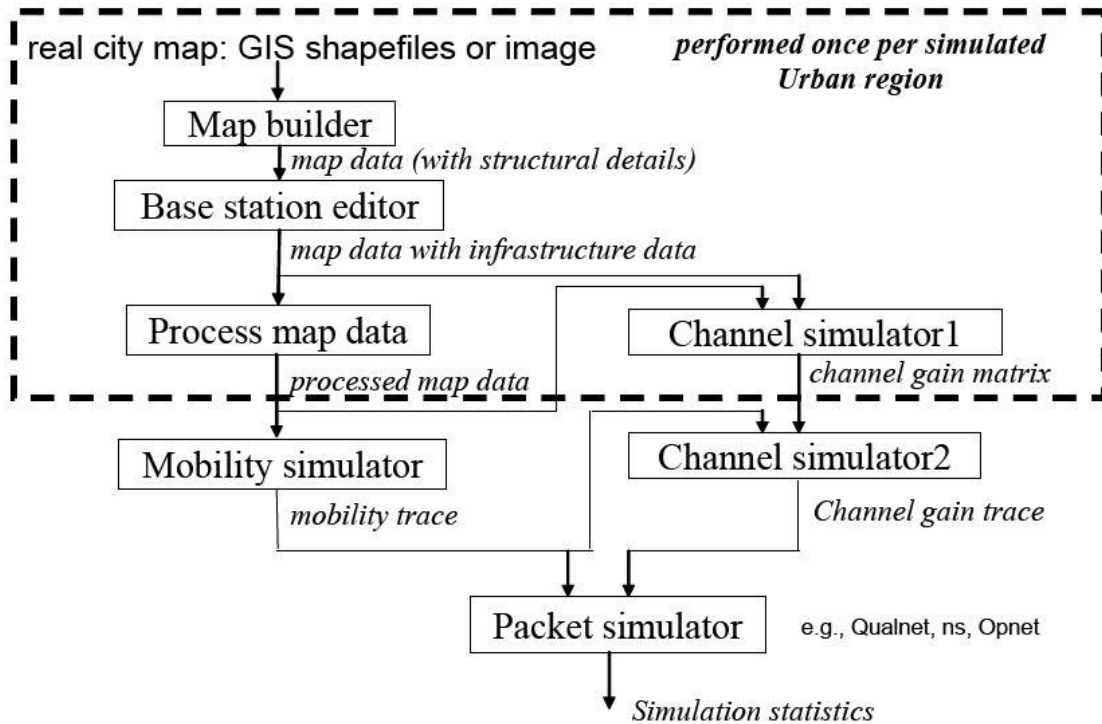 real city map: GIS shapefiles or image
performed once per simulated
Urban region
Map builder
map data (with structural details)
Base station editor
map data with infrastructure data
Process map data
Channel simulator1
processed map data
channel gain matrix
Mobility simulator
Channel simulator2
mobility trace
Channel gain trace
Packet simulator
e.g., Qualnet, ns, Opnet
Simulation statistics